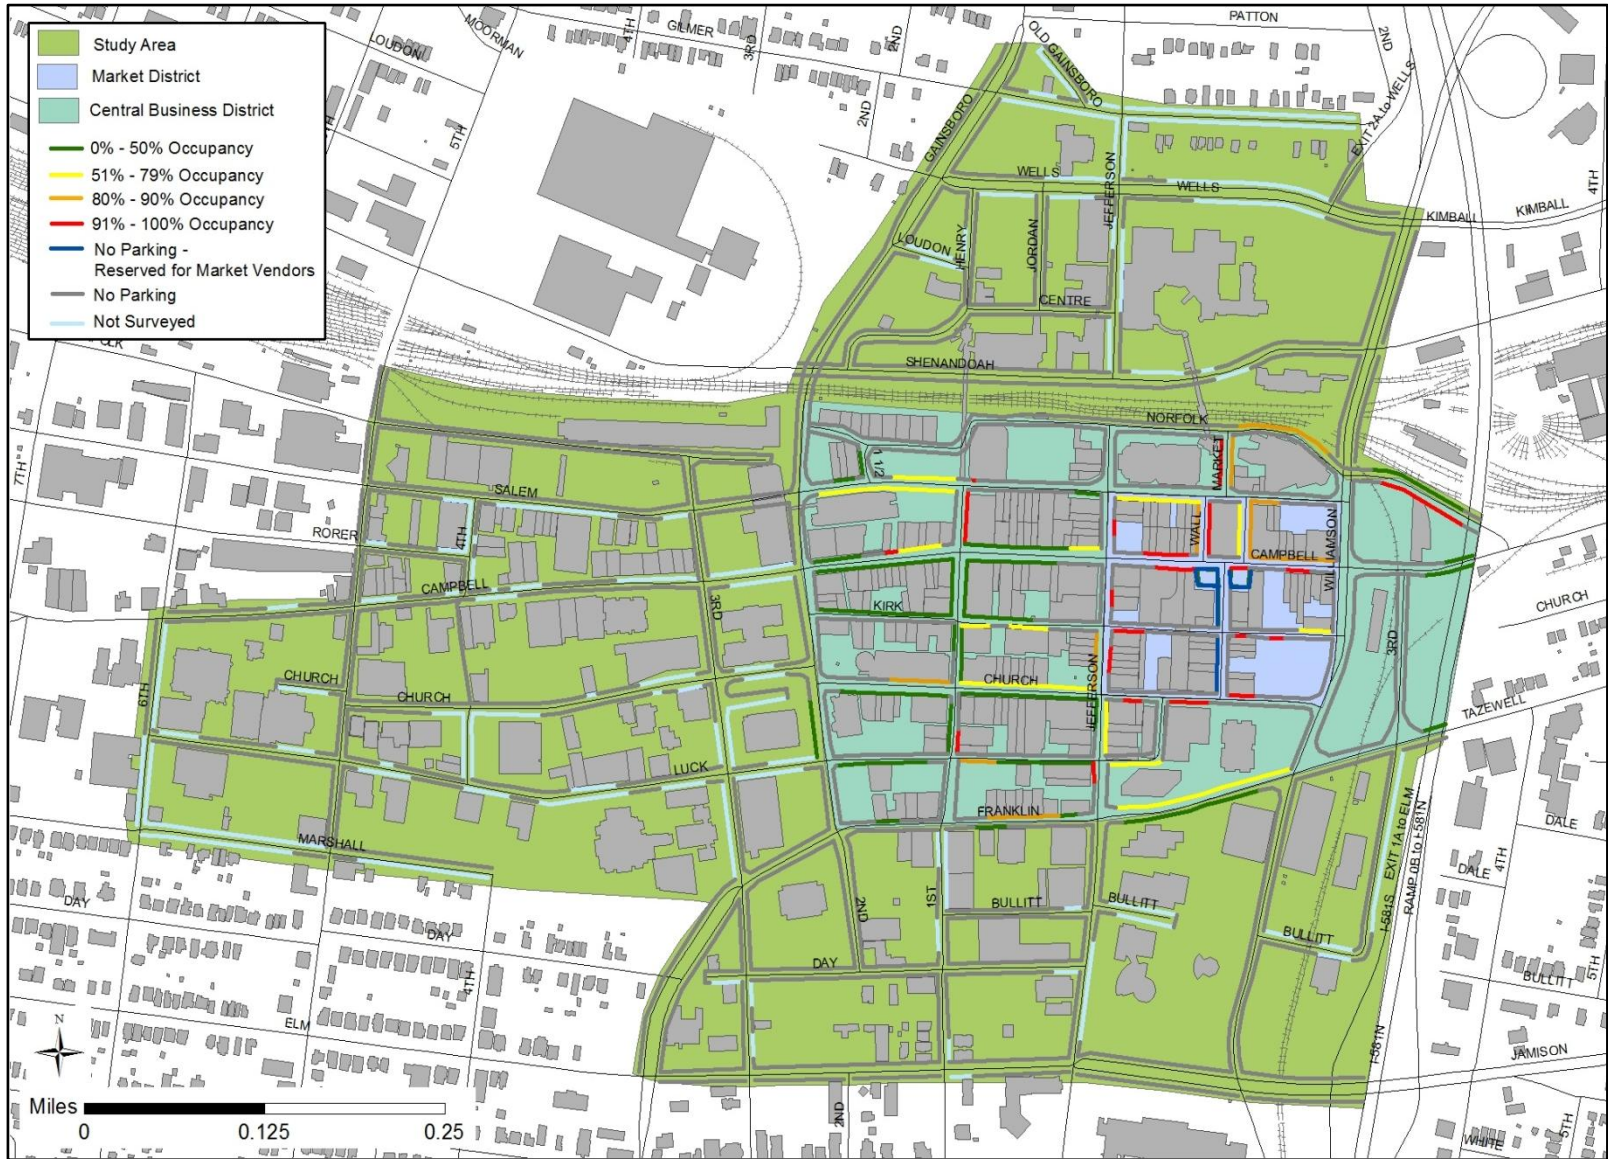 Study Area
Market District
Central Business District
0% - 50% Occupancy
51% - 79% Occupancy
80% - 90% Occupancy
91% - 100% Occupancy
No Parking -
Reserved for Market Vendors
No Parking
Not Surveyed
PATTON
MOORMAN
4TH
GILMER
3RD
2ND
OLD GAINSBORO
2ND
LOUDON
5TH
2ND
GAINSBORO
EXIT 2A to WELLS
4TH
WELLS
JEFFERSON
WELLS
KIMBALL
KIMBALL
LOUDON
HENRY
JORDAN
CENTRE
SHENANDOAH
NORFOLK
7TH
1 1/2
MARKET
SALEM
RORER
4TH
WALL
CAMPBELL
WILLIAMSON
CAMPBELL
3RD
KIRK
CHURCH
3RD
6TH
CHURCH
CHURCH
CHURCH
JEFFERSON
TAZEWELL
LUCK
FRANKLIN
MARSHALL
I-581S EXIT 1A to ELM
RAMP 0B to I-581N
DALE
DALE
4TH
DAY
1ST
2ND
BULLITT
BULLITT
DAY
4TH
DAY
BULLITT
BULLITT
5TH
ELM
N
I-581N
JAMISON
Miles
0 0.125 0.25
2ND
5TH
WHITE